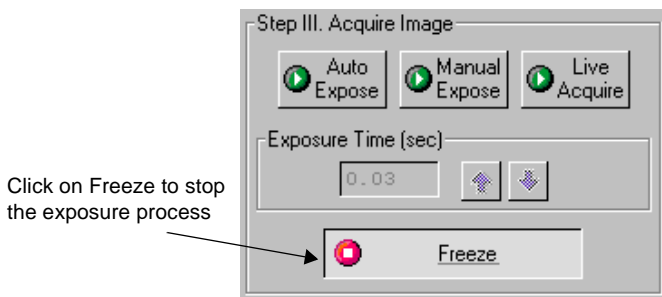 Step III. Acquire Image
Auto
Expose
Manual
Expose
Live
Acquire
Exposure Time (sec)
0.03
Click on Freeze to stop
the exposure process
Freeze